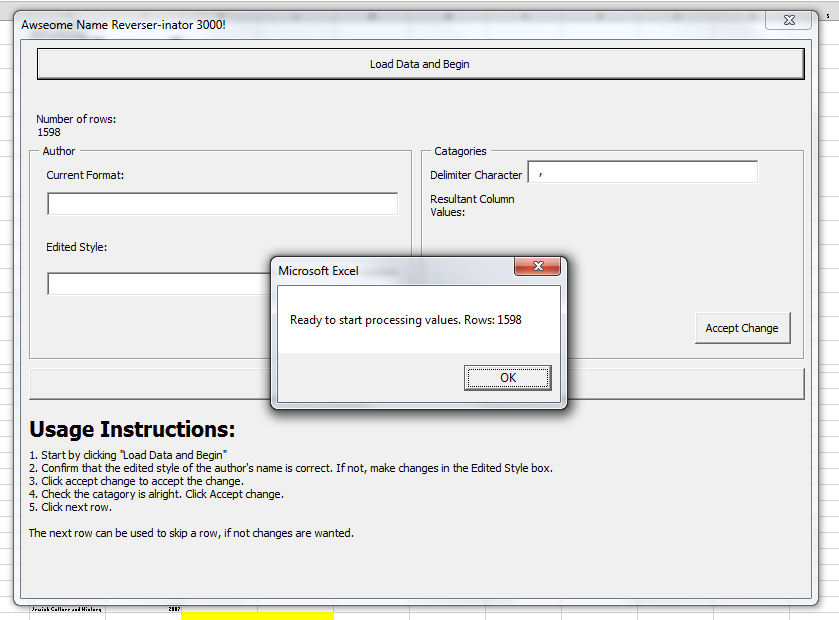 Awseome Name Reverser-inator 3000!
Load Data and Begin
Number of rows:
1598
Author
Current Format:
Edited Style:
Catagories
Delimiter Character
,
Resultant Column
Values:
Accept Change
Microsoft Excel
Ready to start processing values. Rows: 1598
OK
Usage Instructions:
1. Start by clicking "Load Data and Begin"
2. Confirm that the edited style of the author's name is correct. If not, make changes in the Edited Style box.
3. Click accept change to accept the change.
4. Check the catagory is alright. Click Accept change.
5. Click next row.
The next row can be used to skip a row, if not changes are wanted.
Jewish Culture and History
2007